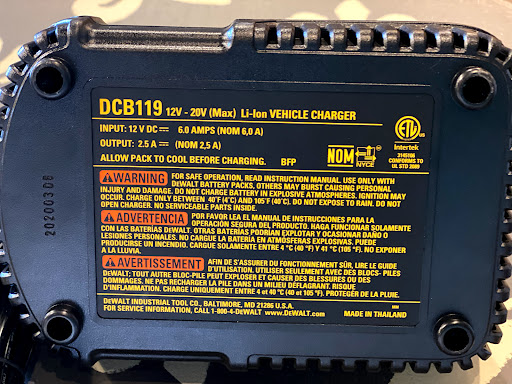 DCB119 12V - 20V (Max) Li-Ion VEHICLE CHARGER
INPUT: 12 V DC⎓ 6.0 AMPS (NOM 6,0 A)
OUTPUT: 2.5 A⎓ (NOM 2,5 A)
ALLOW PACK TO COOL BEFORE CHARGING. BFP
NOM
NYCE
ETL
us
Intertek
3145106
CONFORMS TO
UL STD 2089
WARNING FOR SAFE OPERATION, READ INSTRUCTION MANUAL. USE ONLY WITH
DEWALT BATTERY PACKS, OTHERS MAY BURST CAUSING PERSONAL
INJURY AND DAMAGE. DO NOT CHARGE BATTERY IN EXPLOSIVE ATMOSPHERES. IGNITION MAY
OCCUR. CHARGE ONLY BETWEEN 40°F (4°C) AND 105°F (40°C). DO NOT EXPOSE TO RAIN. DO NOT
OPEN CHARGER. NO SERVICEABLE PARTS INSIDE.
ADVERTENCIA POR FAVOR LEA EL MANUAL DE INSTRUCCIONES PARA LA
OPERACIÓN SEGURA DEL PRODUCTO. HAGA FUNCIONAR SOLAMENTE
CON LAS BATERÍAS DEWALT. OTRAS BATERÍAS PODRÍAN EXPLOTAR Y OCASIONAR DAÑO O
LESIONES PERSONALES. NO CARGUE LA BATERÍA EN ATMÓSFERAS EXPLOSIVAS. PUEDE
PRODUCIRSE UN INCENDIO. CARGUE SOLAMENTE ENTRE 4 °C (40 °F) Y 41 °C (105 °F). NO EXPONER
A LA LLUVIA.
AVERTISSEMENT AFIN DE S'ASSURER DU FONCTIONNEMENT SÛR, LIRE LE GUIDE
D'UTILISATION. UTILISER SEULEMENT AVEC DES BLOCS- PILES
DEWALT; TOUT AUTRE BLOC-PILE PEUT EXPLOSER ET CAUSER DES BLESSURES OU DES
DOMMAGES. NE PAS RECHARGER LA PILE DANS UN MILIEU DÉFLAGRANT. RISQUE
D'INFLAMMATION. CHARGE UNIQUEMENT ENTRE 4 et 40 °C (40 et 105 °F). PROTÉGER DE LA PLUIE.
DEWALT INDUSTRIAL TOOL CO., BALTIMORE, MD 21286 U.S.A.
FOR SERVICE INFORMATION, CALL 1-800-4-DEWALT www.DEWALT.com MADE IN THAILAND